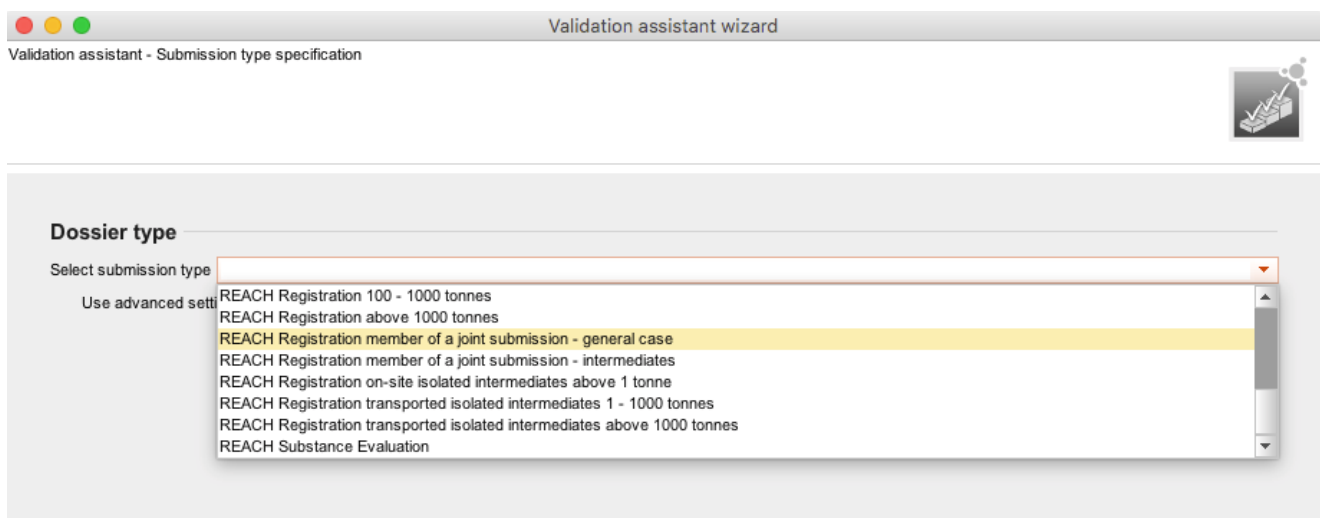 Validation assistant wizard
Validation assistant - Submission type specification
Dossier type
Select submission type
Use advanced setti
REACH Registration 100 - 1000 tonnes
REACH Registration above 1000 tonnes
REACH Registration member of a joint submission - general case
REACH Registration member of a joint submission - intermediates
REACH Registration on-site isolated intermediates above 1 tonne
REACH Registration transported isolated intermediates 1 - 1000 tonnes
REACH Registration transported isolated intermediates above 1000 tonnes
REACH Substance Evaluation